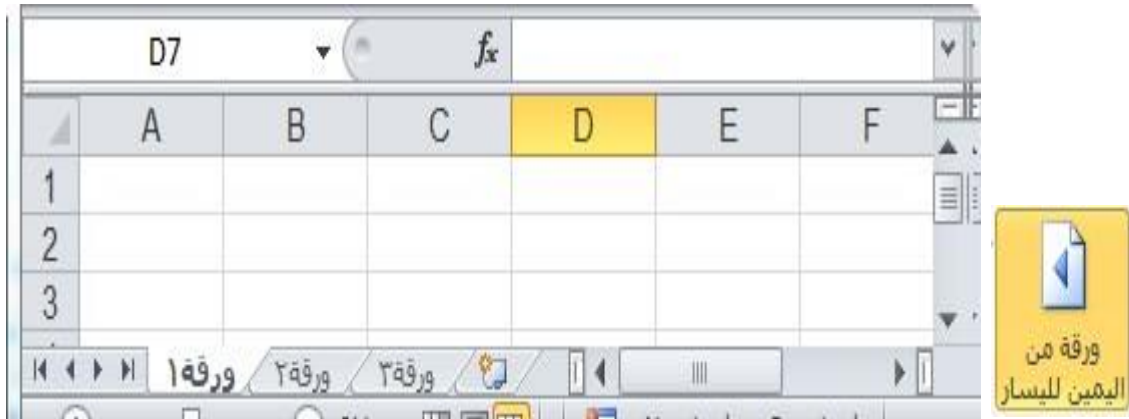 D7 fx
A B C D E F
1
2
3
ورقة١ ورقة٢ ورقة٣
ورقة من
اليمين لليسار